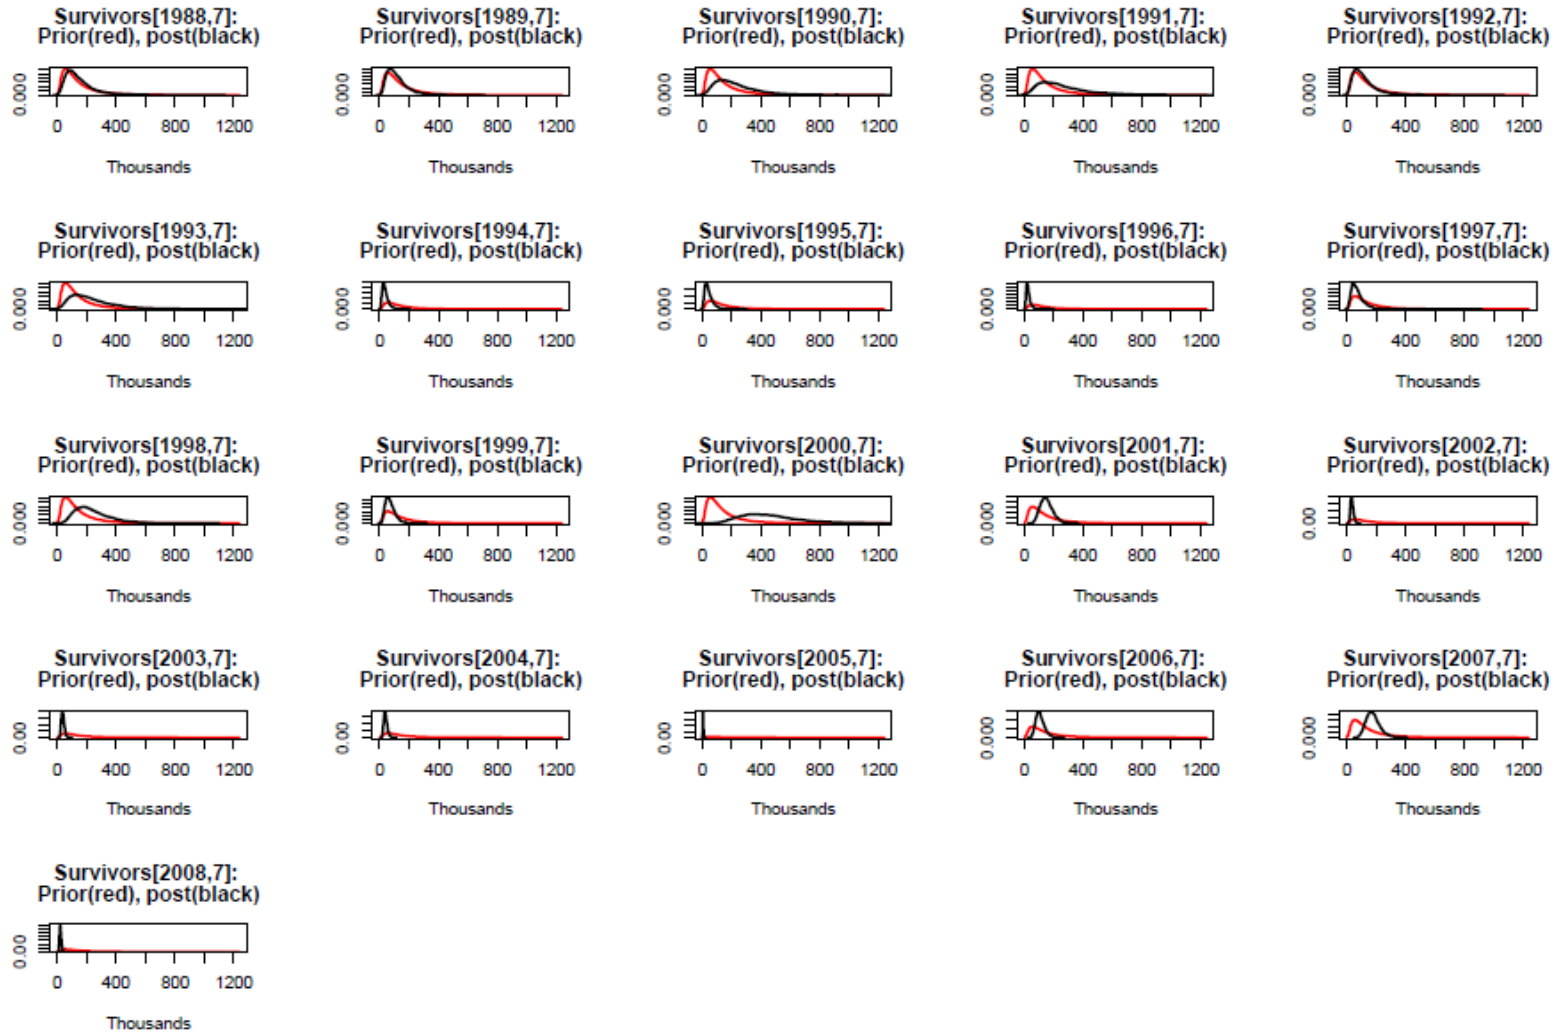 Survivors[1988,7]:
Prior(red), post(black)
0.000
0 400 800 1200
Thousands
Survivors[1989,7]:
Prior(red), post(black)
0.000
0 400 800 1200
Thousands
Survivors[1990,7]:
Prior(red), post(black)
0.000
0 400 800 1200
Thousands
Survivors[1991,7]:
Prior(red), post(black)
0.000
0 400 800 1200
Thousands
Survivors[1992,7]:
Prior(red), post(black)
0.000
0 400 800 1200
Thousands
Survivors[1993,7]:
Prior(red), post(black)
0.000
0 400 800 1200
Thousands
Survivors[1994,7]:
Prior(red), post(black)
0.000
0 400 800 1200
Thousands
Survivors[1995,7]:
Prior(red), post(black)
0.000
0 400 800 1200
Thousands
Survivors[1996,7]:
Prior(red), post(black)
0.000
0 400 800 1200
Thousands
Survivors[1997,7]:
Prior(red), post(black)
0.000
0 400 800 1200
Thousands
Survivors[1998,7]:
Prior(red), post(black)
0.000
0 400 800 1200
Thousands
Survivors[1999,7]:
Prior(red), post(black)
0.000
0 400 800 1200
Thousands
Survivors[2000,7]:
Prior(red), post(black)
0.000
0 400 800 1200
Thousands
Survivors[2001,7]:
Prior(red), post(black)
0.000
0 400 800 1200
Thousands
Survivors[2002,7]:
Prior(red), post(black)
0.00
0 400 800 1200
Thousands
Survivors[2003,7]:
Prior(red), post(black)
0.00
0 400 800 1200
Thousands
Survivors[2004,7]:
Prior(red), post(black)
0.00
0 400 800 1200
Thousands
Survivors[2005,7]:
Prior(red), post(black)
0.00
0 400 800 1200
Thousands
Survivors[2006,7]:
Prior(red), post(black)
0.000
0 400 800 1200
Thousands
Survivors[2007,7]:
Prior(red), post(black)
0.000
0 400 800 1200
Thousands
Survivors[2008,7]:
Prior(red), post(black)
0.00
0 400 800 1200
Thousands